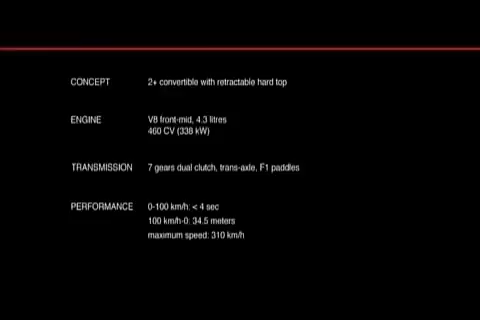 CONCEPT 2+ convertible with retractable hard top
ENGINE V8 front-mid, 4.3 litres
460 CV (338 kW)
TRANSMISSION 7 gears dual clutch, trans-axle, F1 paddles
PERFORMANCE 0-100 km/h: < 4 sec
100 km/h-0: 34.5 meters
maximum speed: 310 km/h